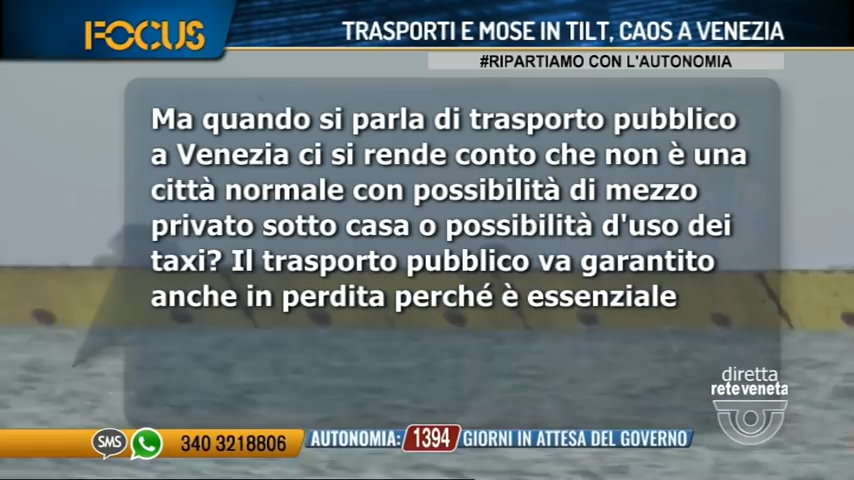 FOCUS
TRASPORTI E MOSE IN TILT, CAOS A VENEZIA
#RIPARTIAMO CON L'AUTONOMIA
Ma quando si parla di trasporto pubblico
a Venezia ci si rende conto che non è una
città normale con possibilità di mezzo
privato sotto casa o possibilità d'uso dei
taxi? Il trasporto pubblico va garantito
anche in perdita perché è essenziale
diretta
reteveneta
SMS 340 3218806 AUTONOMIA: 1394 GIORNI IN ATTESA DEL GOVERNO